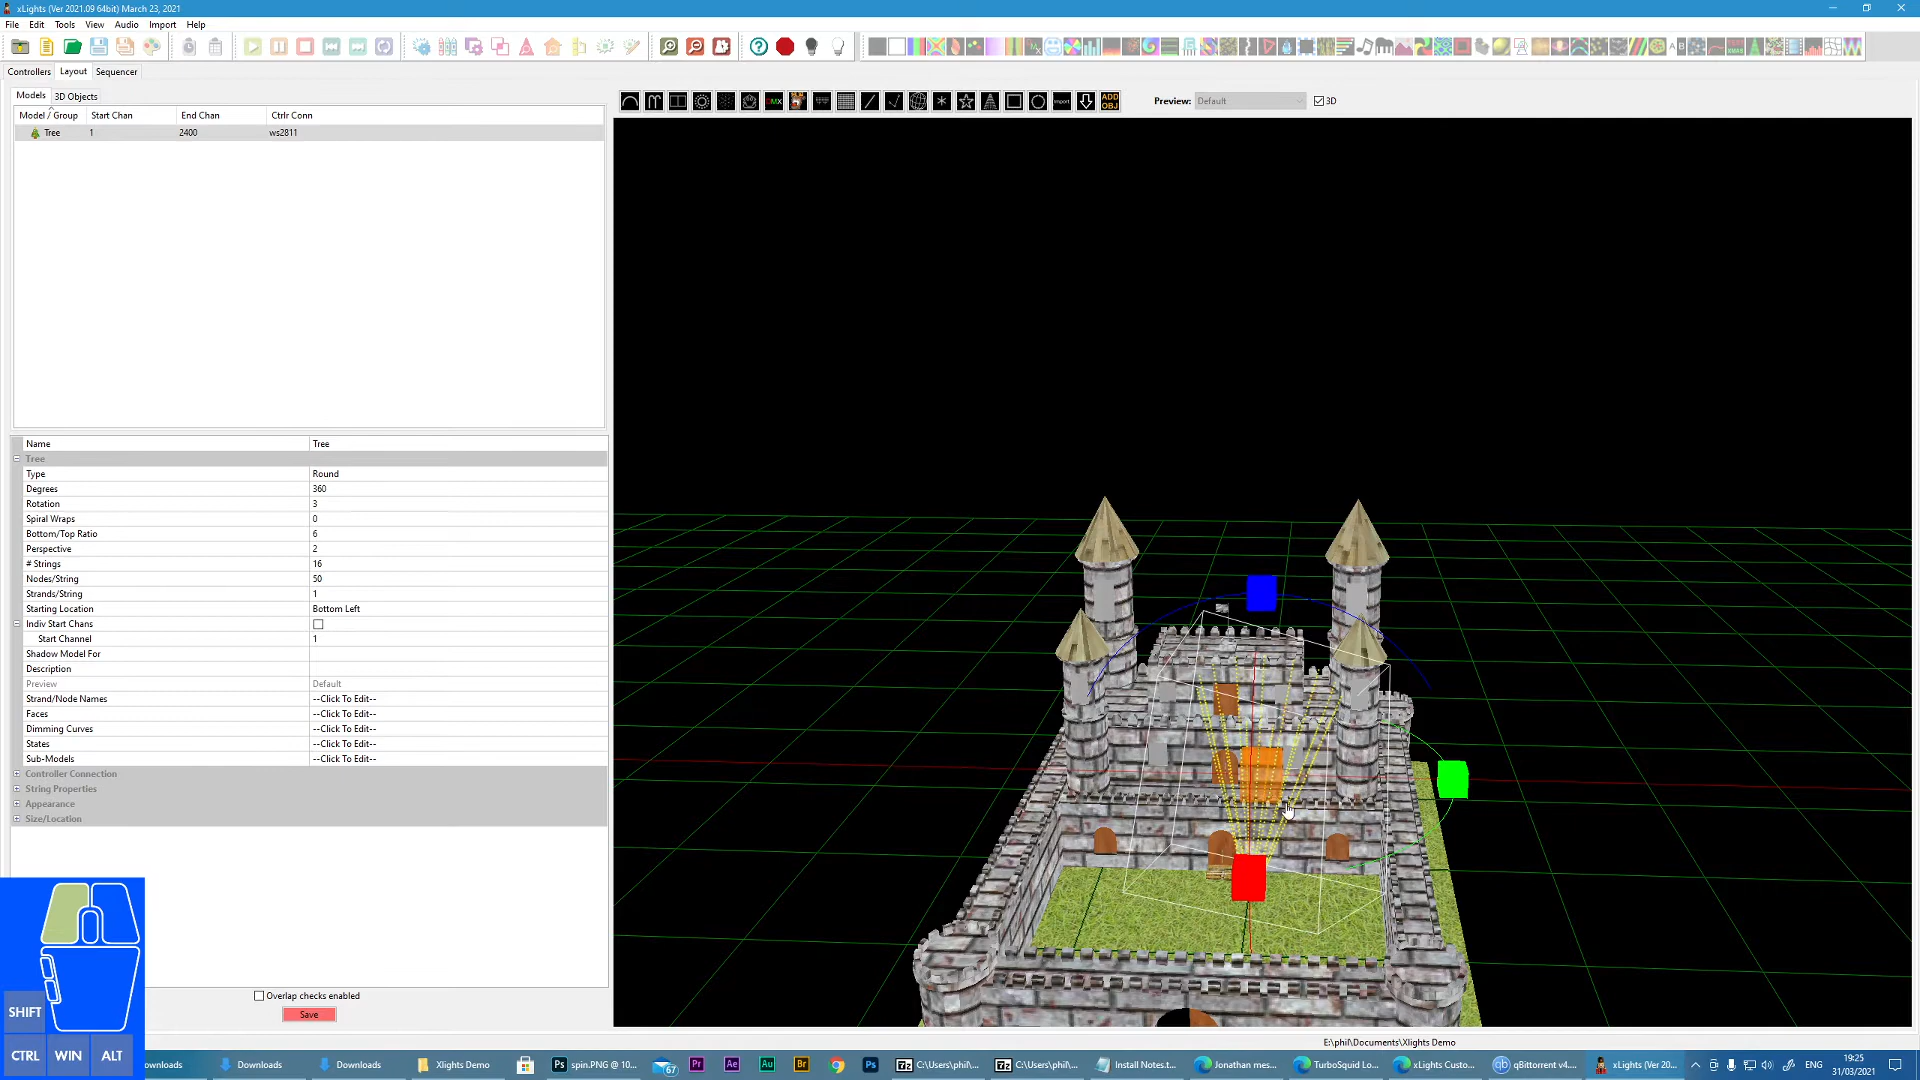 xLights (Ver 2021.09 64bit) March 23, 2021
File Edit Tools View Audio Import Help
Controllers Layout Sequencer
Models 3D Objects
Model / Group Start Chan End Chan Ctrlr Conn
Tree 1 2400 ws2811
DMX
Import
ADD OBJ
Preview: Default 3D
Name Tree
Tree
Type Round
Degrees 360
Rotation 3
Spiral Wraps 0
Bottom/Top Ratio 6
Perspective 2
# Strings 16
Nodes/String 50
Strands/String 1
Starting Location Bottom Left
Indiv Start Chans
Start Channel 1
Shadow Model For
Description
Preview Default
Strand/Node Names --Click To Edit--
Faces --Click To Edit--
Dimming Curves --Click To Edit--
States --Click To Edit--
Sub-Models --Click To Edit--
Controller Connection
String Properties
Appearance
Size/Location
Overlap checks enabled
Save
SHIFT
CTRL WIN ALT
E:\phil\Documents\Xlights Demo
ownloads Downloads Downloads Xlights Demo spin.PNG @ 10... 67 C:\Users\phil\... C:\Users\phil\... Install Notes.t... Jonathan mes... TurboSquid Lo... xLights Custo... qBittorrent v4.... xLights (Ver 20... ENG 19:25
31/03/2021